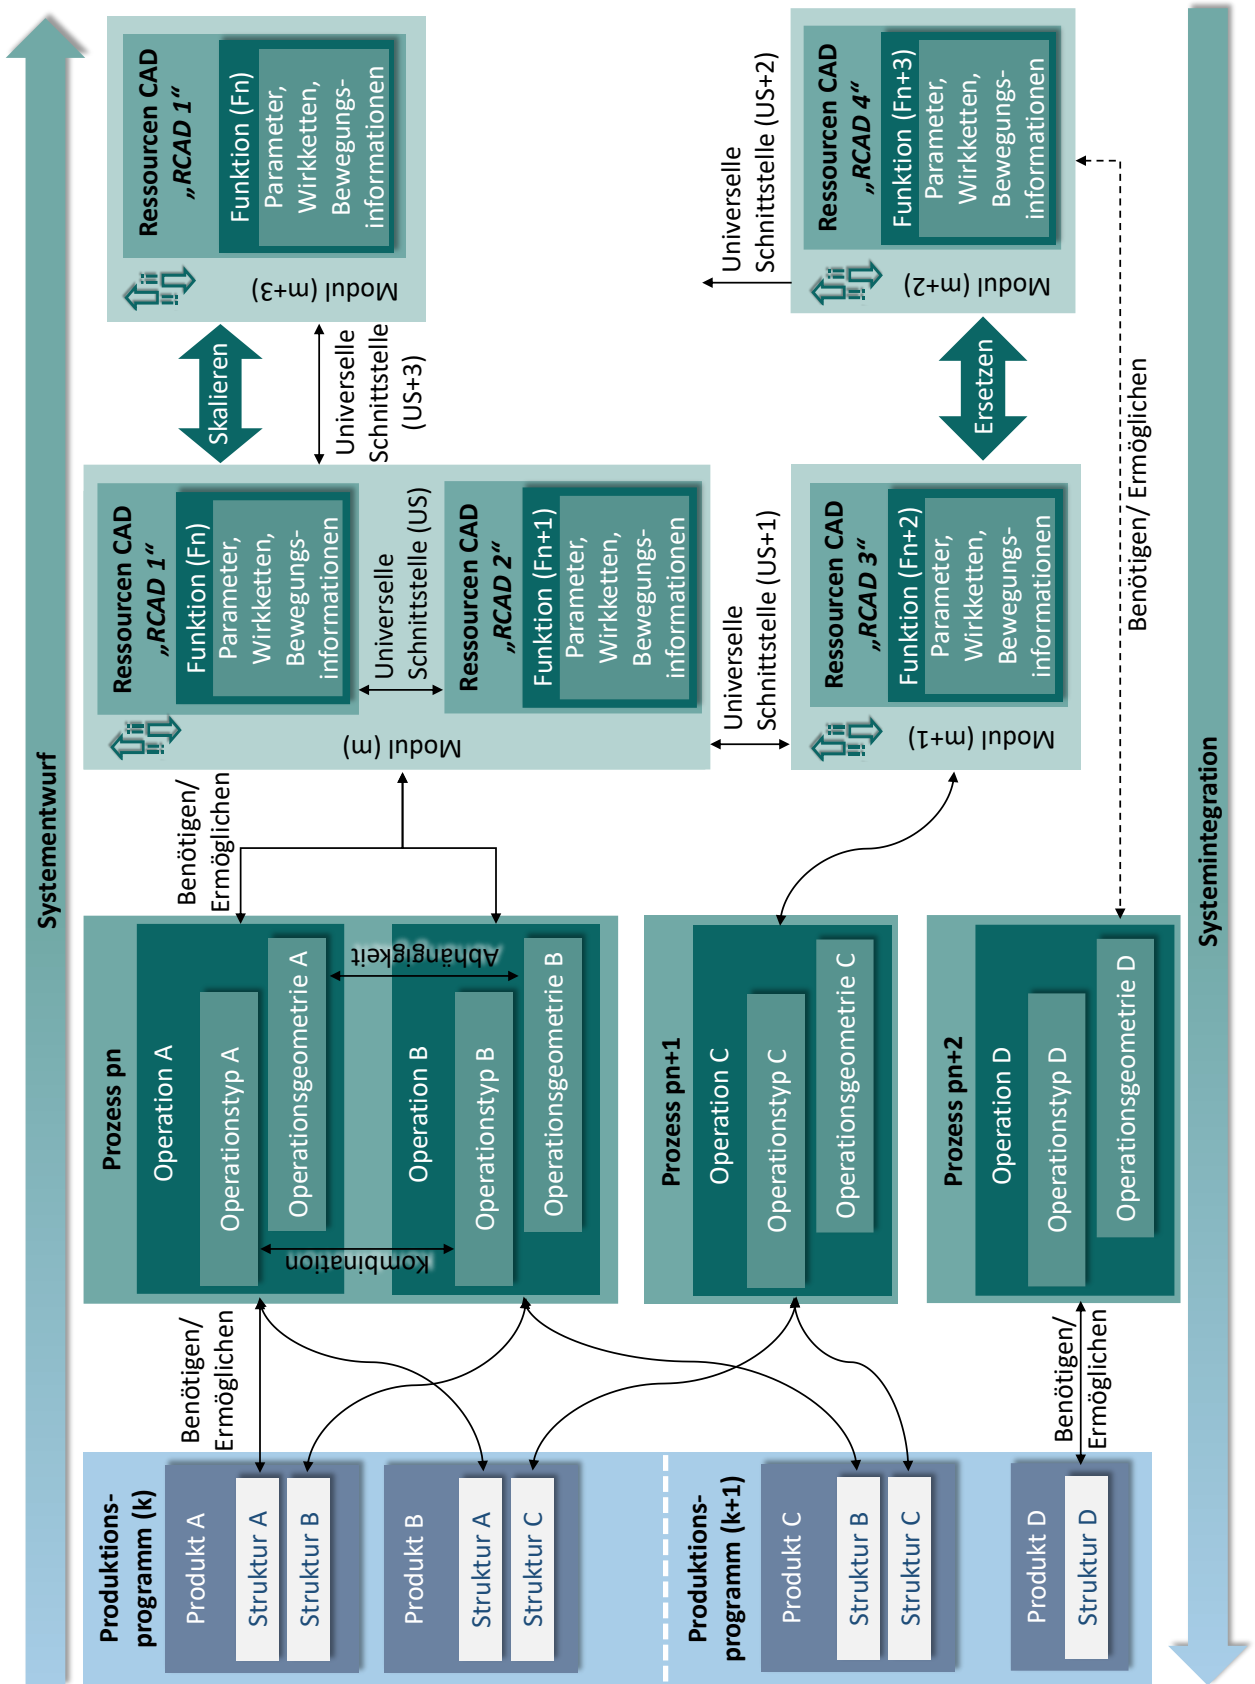 Systementwurf
Produktions-
programm (k)
Produkt A
Struktur A
Struktur B
Produkt B
Struktur A
Struktur C
Produktions-
programm (k+1)
Produkt C
Struktur B
Struktur C
Produkt D
Struktur D
Benötigen/
Ermöglichen
Benötigen/
Ermöglichen
Prozess pn
Operation A
Operationstyp A
Operationsgeometrie A
Kombination
Abhängigkeit
Operation B
Operationstyp B
Operationsgeometrie B
Prozess pn+1
Operation C
Operationstyp C
Operationsgeometrie C
Prozess pn+2
Operation D
Operationstyp D
Operationsgeometrie D
Benötigen/
Ermöglichen
Benötigen/ Ermöglichen
Modul (m)
Ressourcen CAD
„RCAD 1“
Funktion (Fn)
Parameter,
Wirkketten,
Bewegungs-
informationen
Universelle
Schnittstelle (US)
Ressourcen CAD
„RCAD 2“
Funktion (Fn+1)
Parameter,
Wirkketten,
Bewegungs-
informationen
Universelle
Schnittstelle (US+1)
Modul (m+1)
Ressourcen CAD
„RCAD 3“
Funktion (Fn+2)
Parameter,
Wirkketten,
Bewegungs-
informationen
Skalieren
Universelle
Schnittstelle
(US+3)
Ersetzen
Modul (m+3)
Ressourcen CAD
„RCAD 1“
Funktion (Fn)
Parameter,
Wirkketten,
Bewegungs-
informationen
Universelle
Schnittstelle (US+2)
Modul (m+2)
Ressourcen CAD
„RCAD 4“
Funktion (Fn+3)
Parameter,
Wirkketten,
Bewegungs-
informationen
Systemintegration